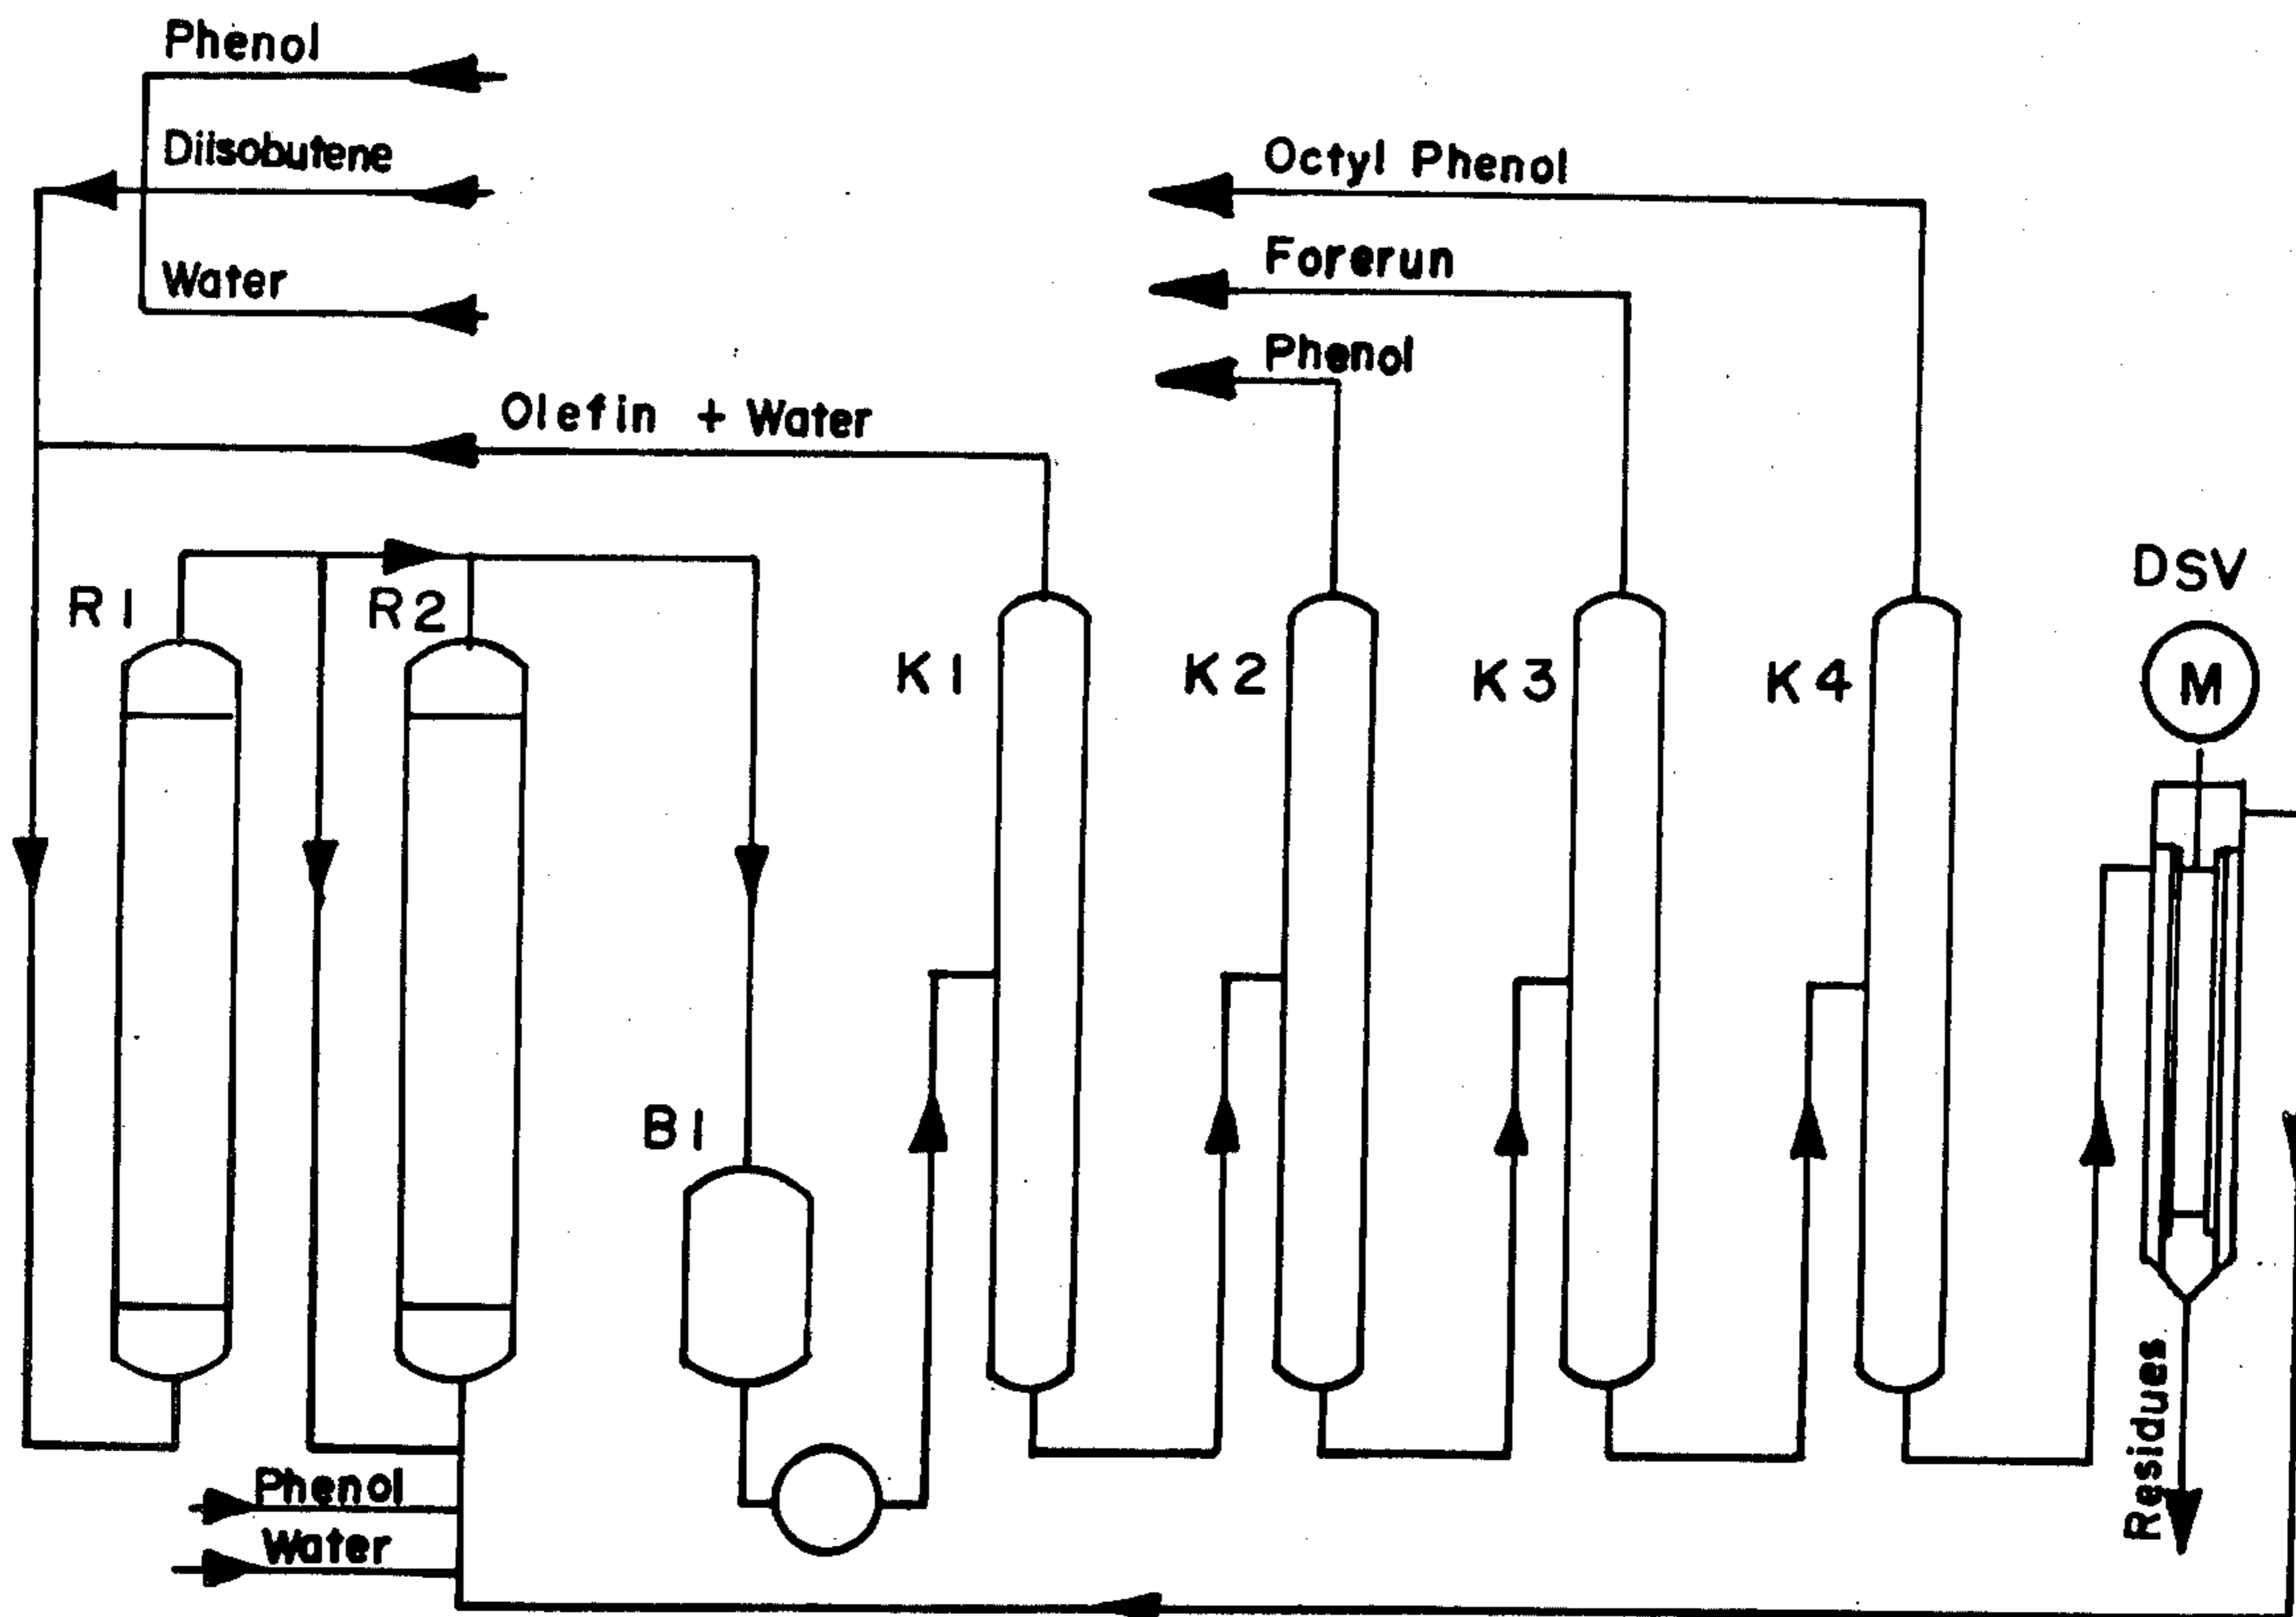 Phenol
Diisobutene
Water
Octyl Phenol
Forerun
Phenol
Olefin + Water
R1
R2
K1
K2
K3
K4
DSV
M
B1
Phenol
Water
Residues